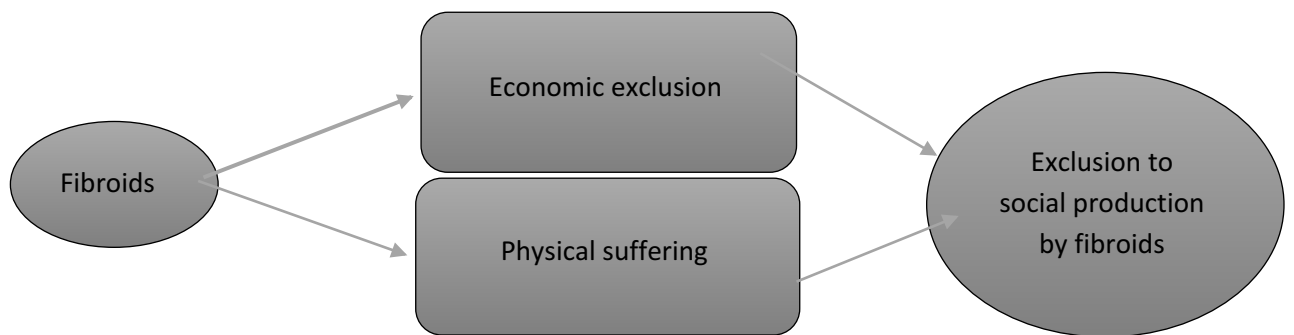 Economic exclusion
Fibroids
Physical suffering
Exclusion to
social production
by fibroids